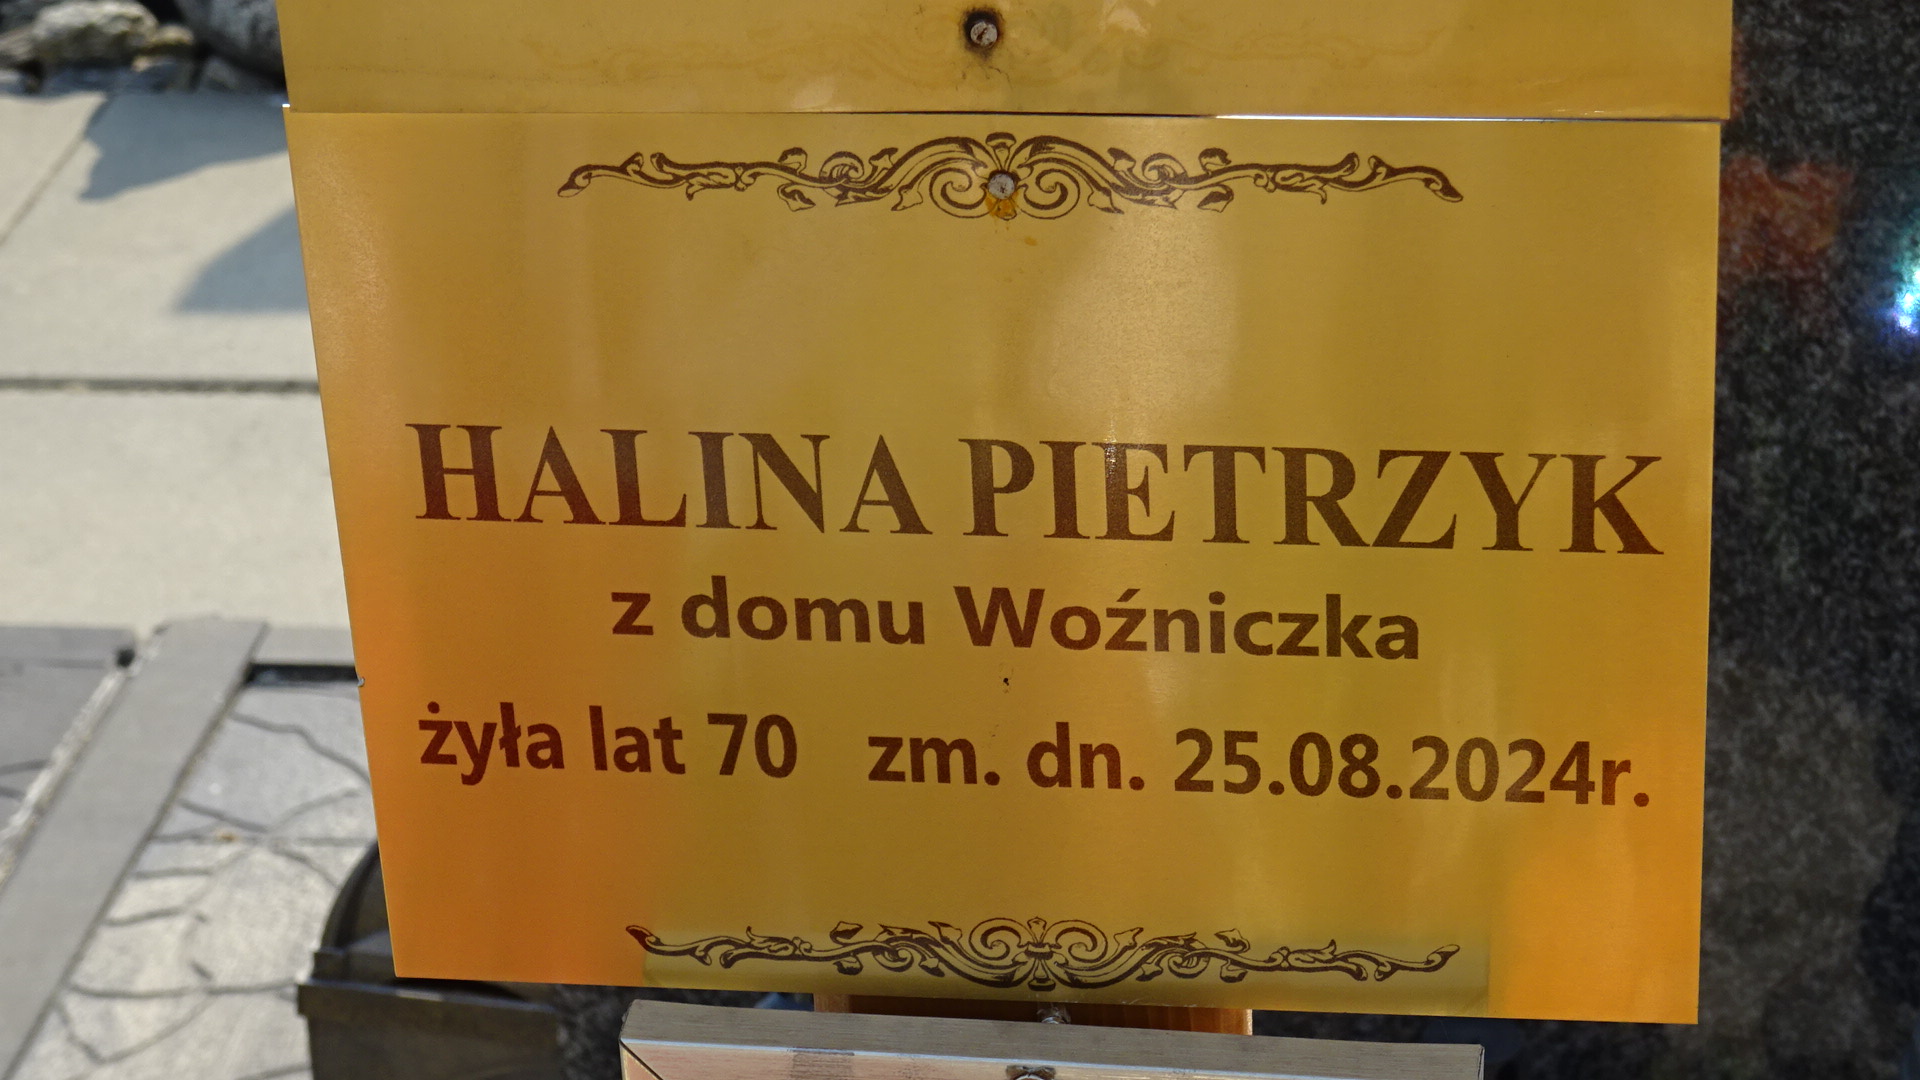 HALINA PIETRZYK
z domu Woźniczka
żyła lat 70 zm. dn. 25.08.2024r.